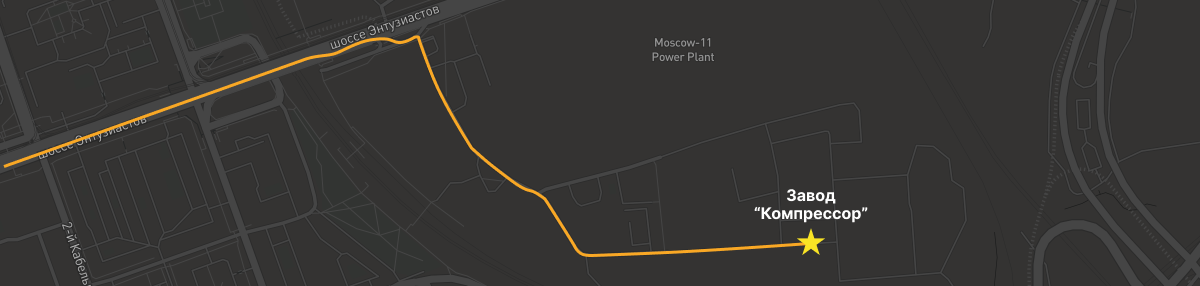 шоссе Энтузиастов
Moscow-11
Power Plant
шоссе Энтузиастов
Завод
“Компрессор”
2-й Кабель